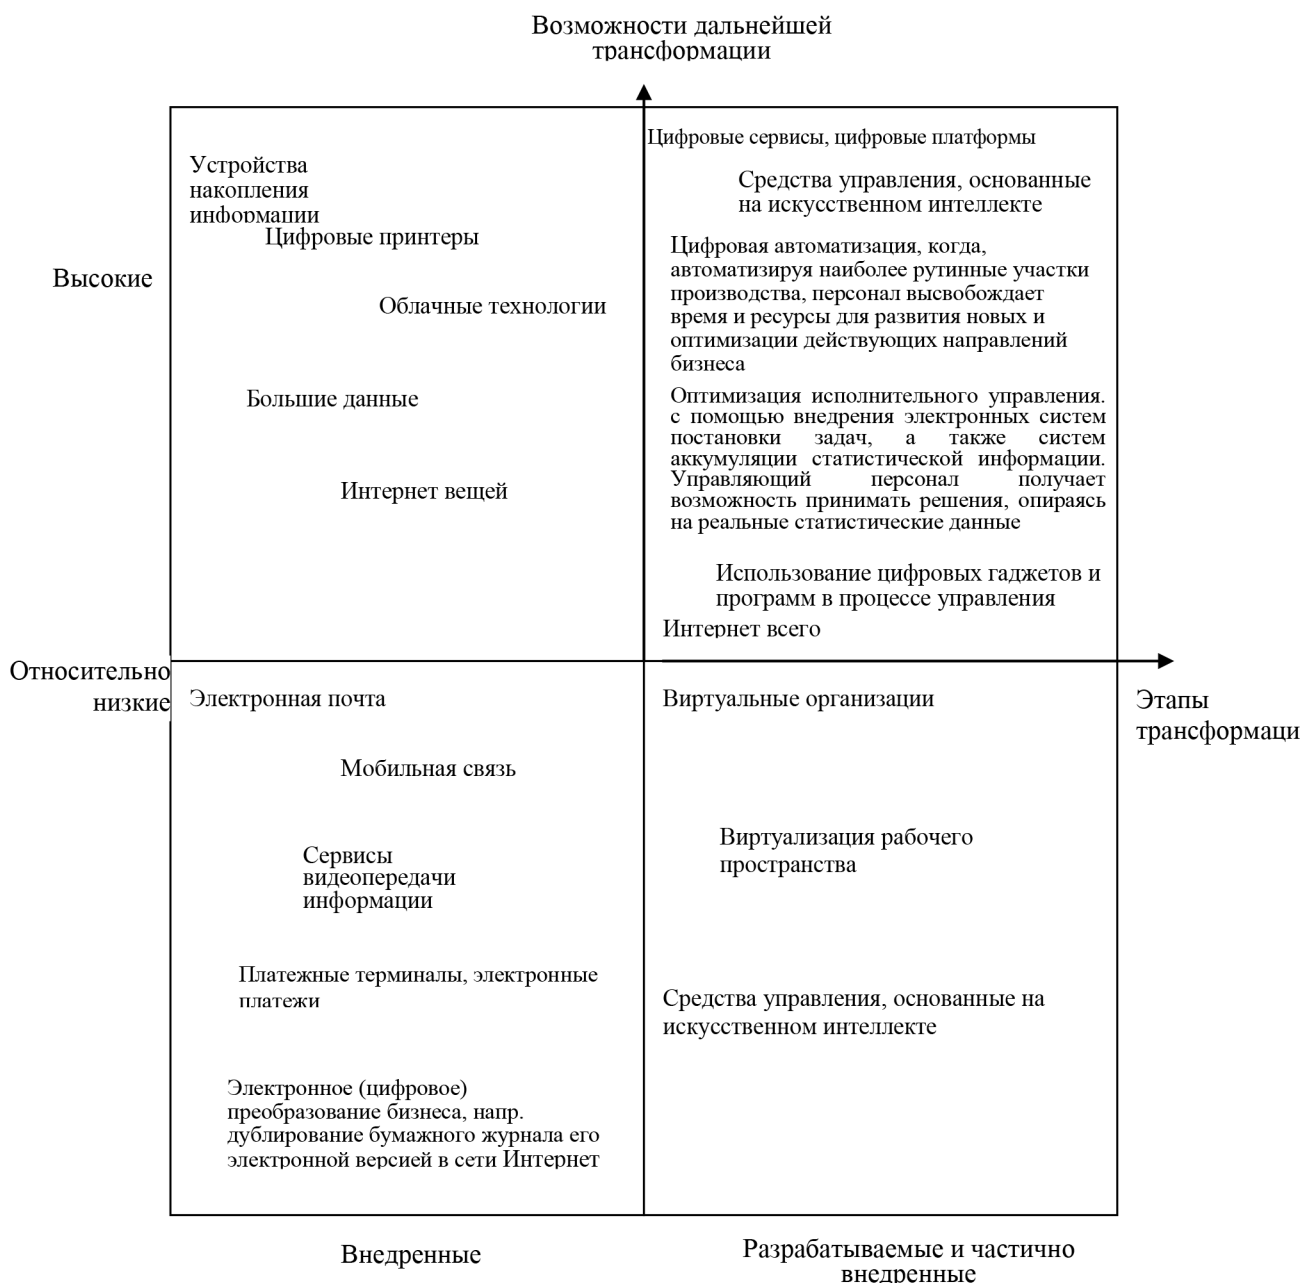 Возможности дальнейшей
трансформации
Цифровые сервисы, цифровые платформы
Устройства
накопления
информации
Средства управления, основанные
на искусственном интеллекте
Цифровые принтеры
Цифровая автоматизация, когда,
автоматизируя наиболее рутинные участки
производства, персонал высвобождает
время и ресурсы для развития новых и
оптимизации действующих направлений
бизнеса
Высокие
Облачные технологии
Большие данные
Оптимизация исполнительного управления.
с помощью внедрения электронных систем
постановки задач, а также систем
аккумуляции статистической информации.
Управляющий персонал получает
возможность принимать решения, опираясь
на реальные статистические данные
Интернет вещей
Использование цифровых гаджетов и
программ в процессе управления
Интернет всего
Относительно
низкие
Электронная почта
Виртуальные организации
Этапы
трансформаци
Мобильная связь
Виртуализация рабочего
пространства
Сервисы
видеопередачи
информации
Платежные терминалы, электронные
платежи
Средства управления, основанные на
искусственном интеллекте
Электронное (цифровое)
преобразование бизнеса, напр.
дублирование бумажного журнала его
электронной версией в сети Интернет
Внедренные
Разрабатываемые и частично
внедренные